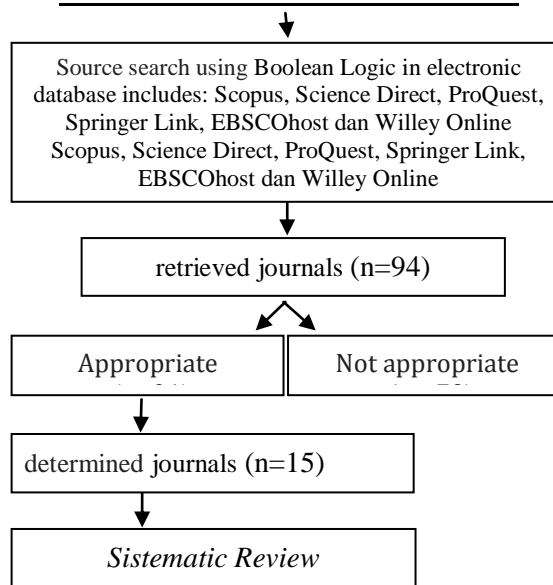 Source search using Boolean Logic in electronic
database includes: Scopus, Science Direct, ProQuest,
Springer Link, EBSCOhost dan Willey Online
Scopus, Science Direct, ProQuest, Springer Link,
EBSCOhost dan Willey Online
retrieved journals (n=94)
Appropriate
Not appropriate
determined journals (n=15)
Sistematic Review